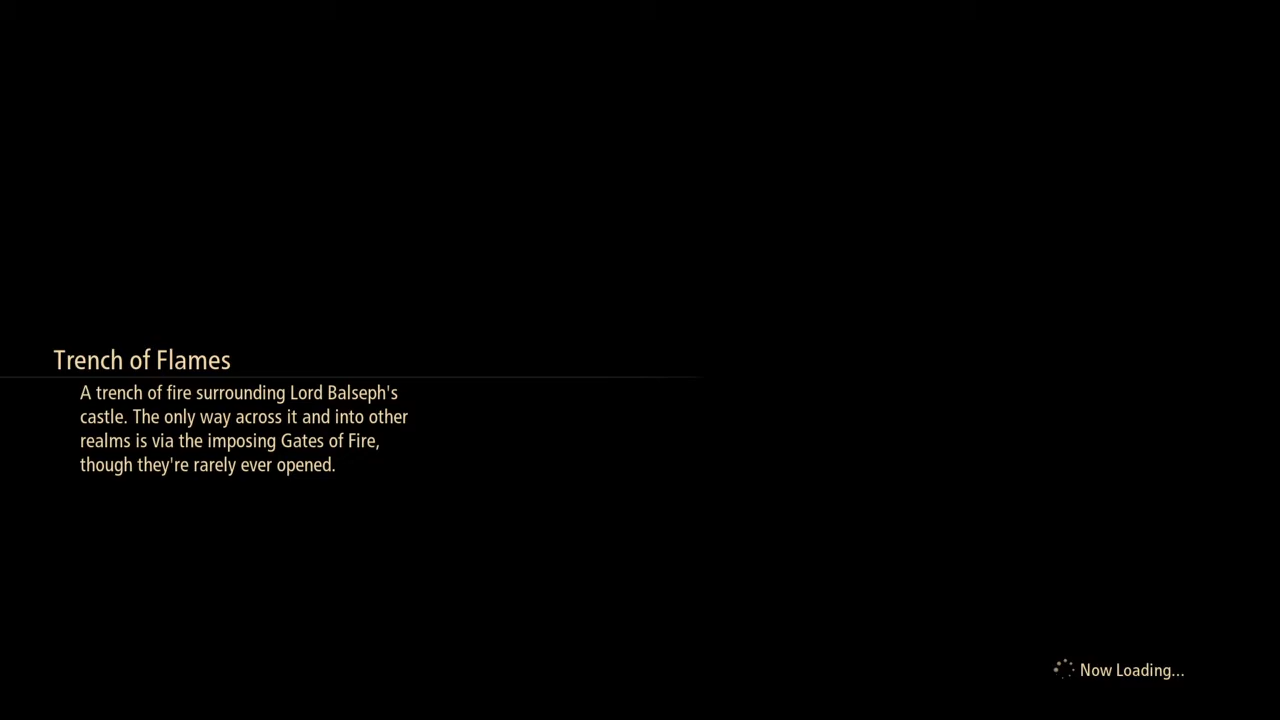 Trench of Flames
A trench of fire surrounding Lord Balseph's
castle. The only way across it and into other
realms is via the imposing Gates of Fire,
though they're rarely ever opened.
Now Loading...